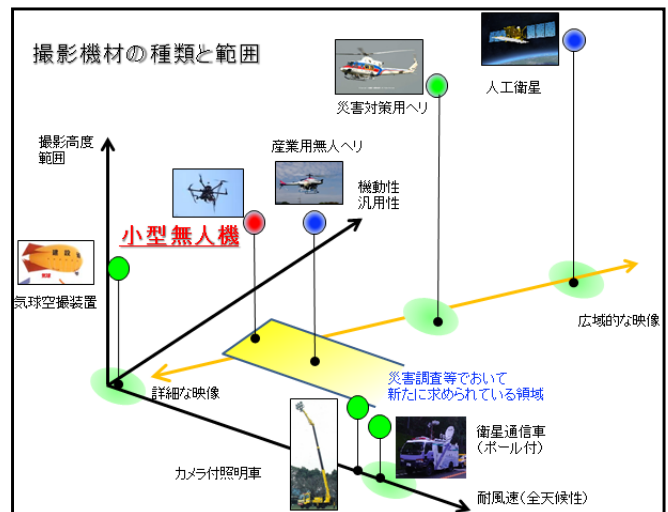 撮影機材の種類と範囲
災害対策用ヘリ
人工衛星
撮影高度
範囲
産業用無人ヘリ
機動性
汎用性
小型無人機
気球空撮装置
広域的な映像
詳細な映像
災害調査等でおいて
新たに求められている領域
衛星通信車
(ポール付)
カメラ付照明車
耐風速(全天候性)